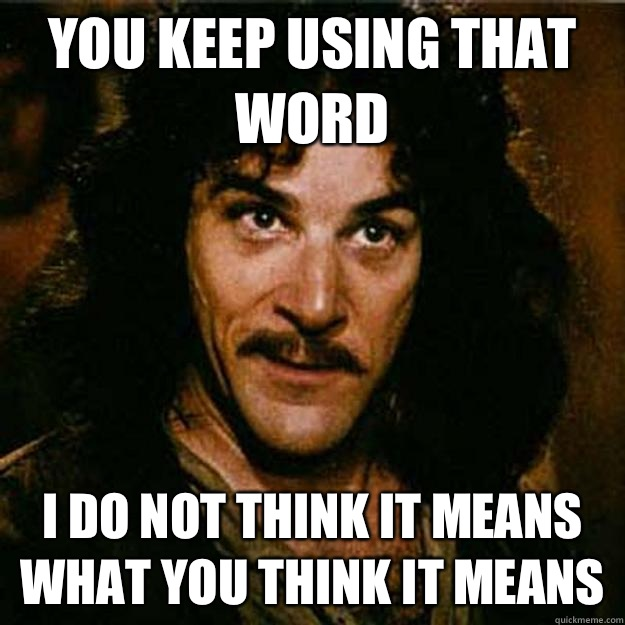 YOU KEEP USING THAT
WORD
I DO NOT THINK IT MEANS
WHAT YOU THINK IT MEANS
quickmeme.com